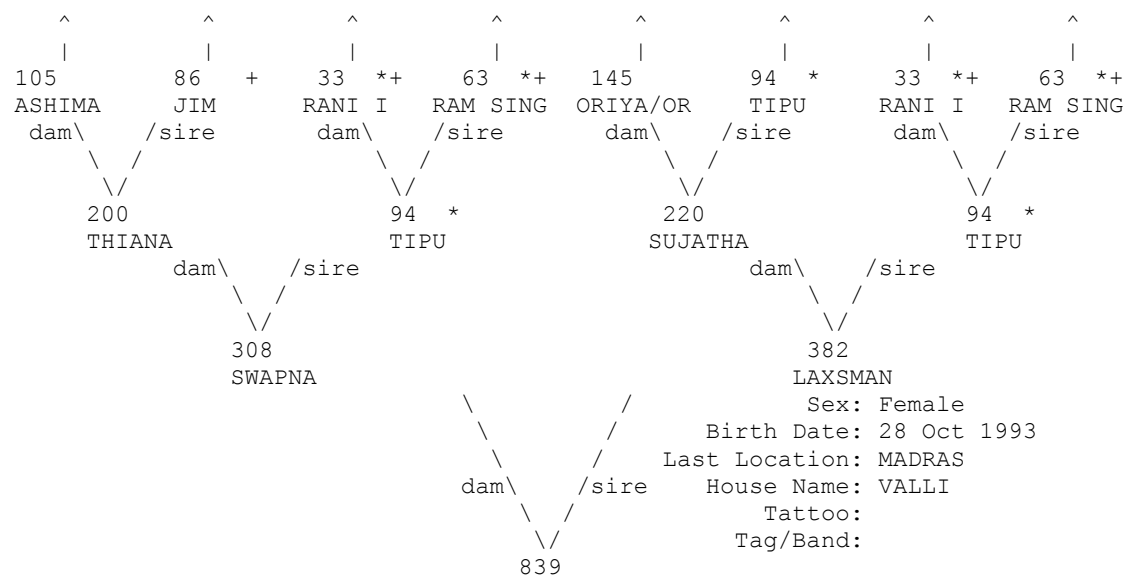 ^ ^ ^ ^ ^ ^ ^ ^
| | | | | | | |
105 86 + 33 *+ 63 *+ 145 94 * 33 *+ 63 *+
ASHIMA JIM RANI I RAM SING ORIYA/OR TIPU RANI I RAM SING
dam\ /sire dam\ /sire dam\ /sire dam\ /sire
\ / \ / \ / \ /
\/ \/ \/ \/
200 94 * 220 94 *
THIANA TIPU SUJATHA TIPU
dam\ /sire dam\ /sire
\ / \ /
\/ \/
308 382
SWAPNA LAXSMAN
\ / Sex: Female
\ / Birth Date: 28 Oct 1993
\ / Last Location: MADRAS
dam\ /sire House Name: VALLI
\ / Tattoo:
\/ Tag/Band:
839